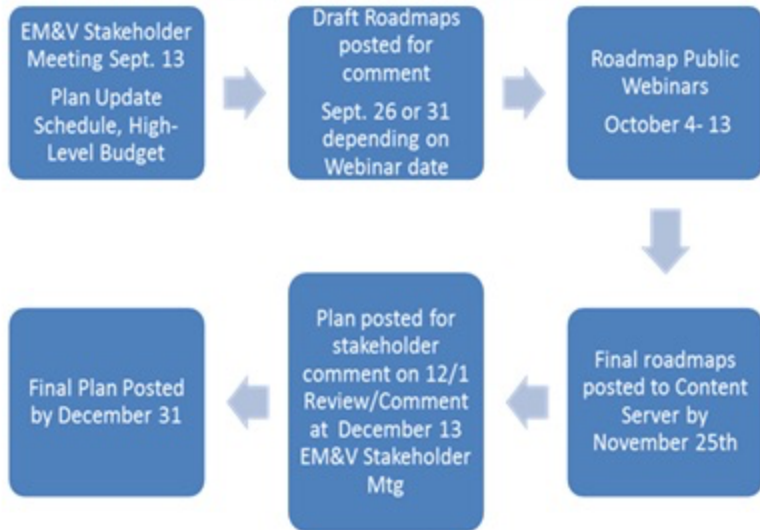 EM&V Stakeholder
Meeting Sept. 13
Plan Update
Schedule, High-
Level Budget
Draft Roadmaps
posted for
comment
Sept. 26 or 31
depending on
Webinar date
Roadmap Public
Webinars
October 4- 13
Final roadmaps
posted to Content
Server by
November 25th
Plan posted for
stakeholder
comment on 12/1
Review/Comment
at December 13
EM&V Stakeholder
Mtg
Final Plan Posted
by December 31